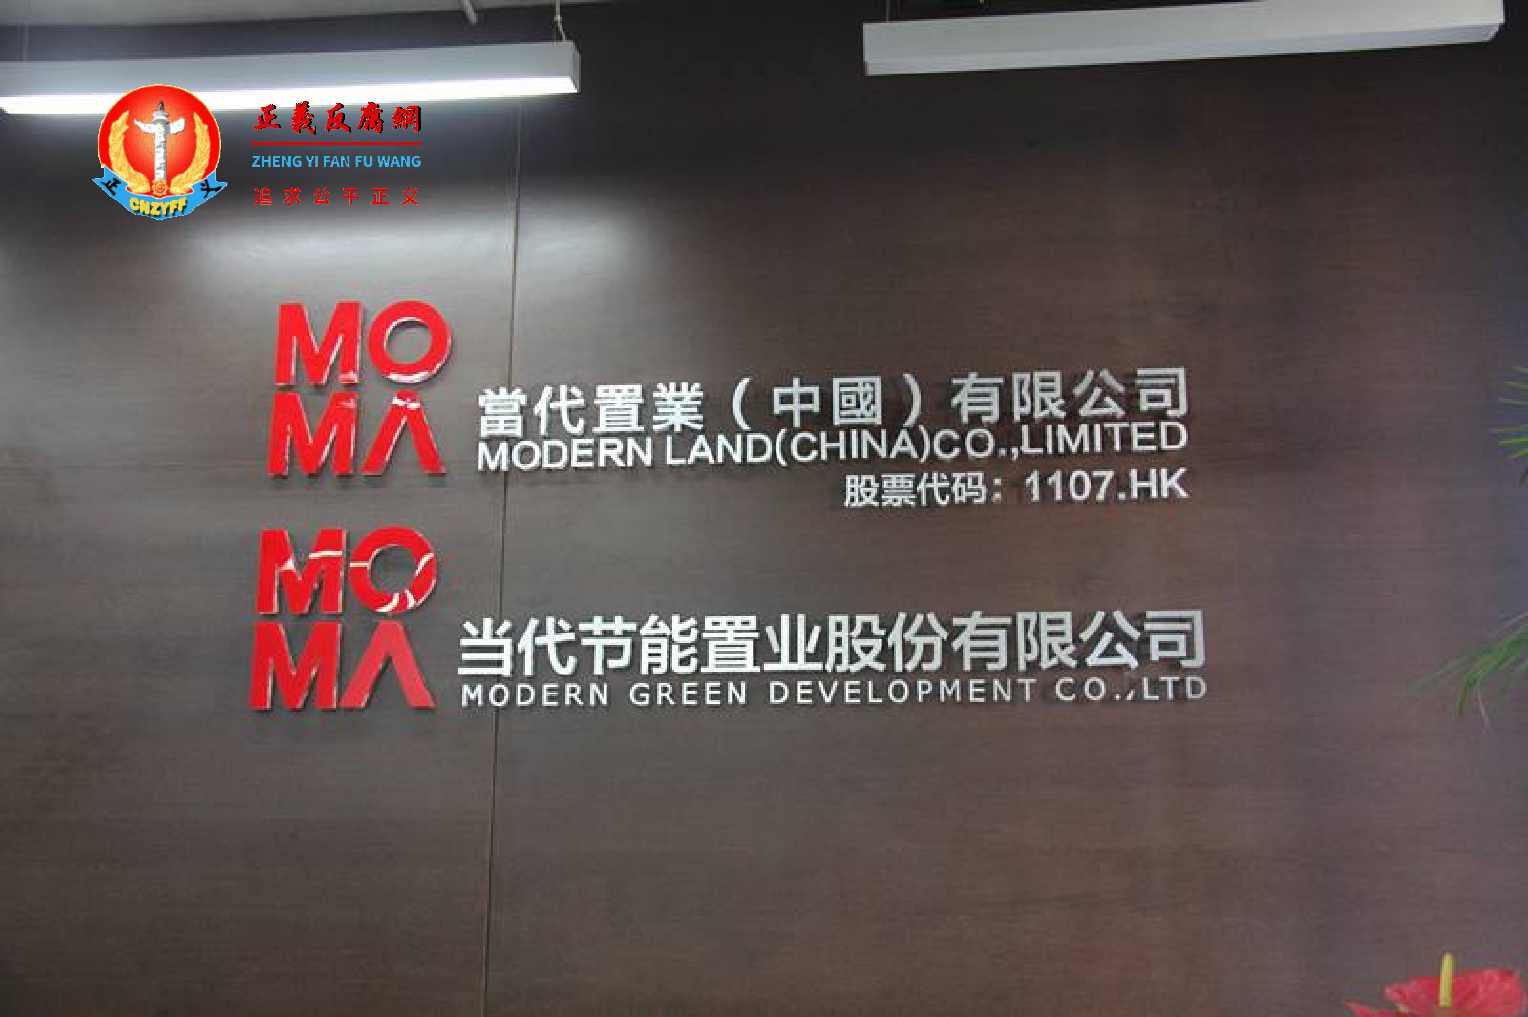 正義反腐網
ZHENG YI FAN FU WANG
追求公平正义
正 义
CNZYFF
MO
MA
當代置業（中國）有限公司
MODERN LAND(CHINA)CO.,LIMITED
股票代码：1107.HK
MO
MA
当代节能置业股份有限公司
MODERN GREEN DEVELOPMENT CO.,LTD